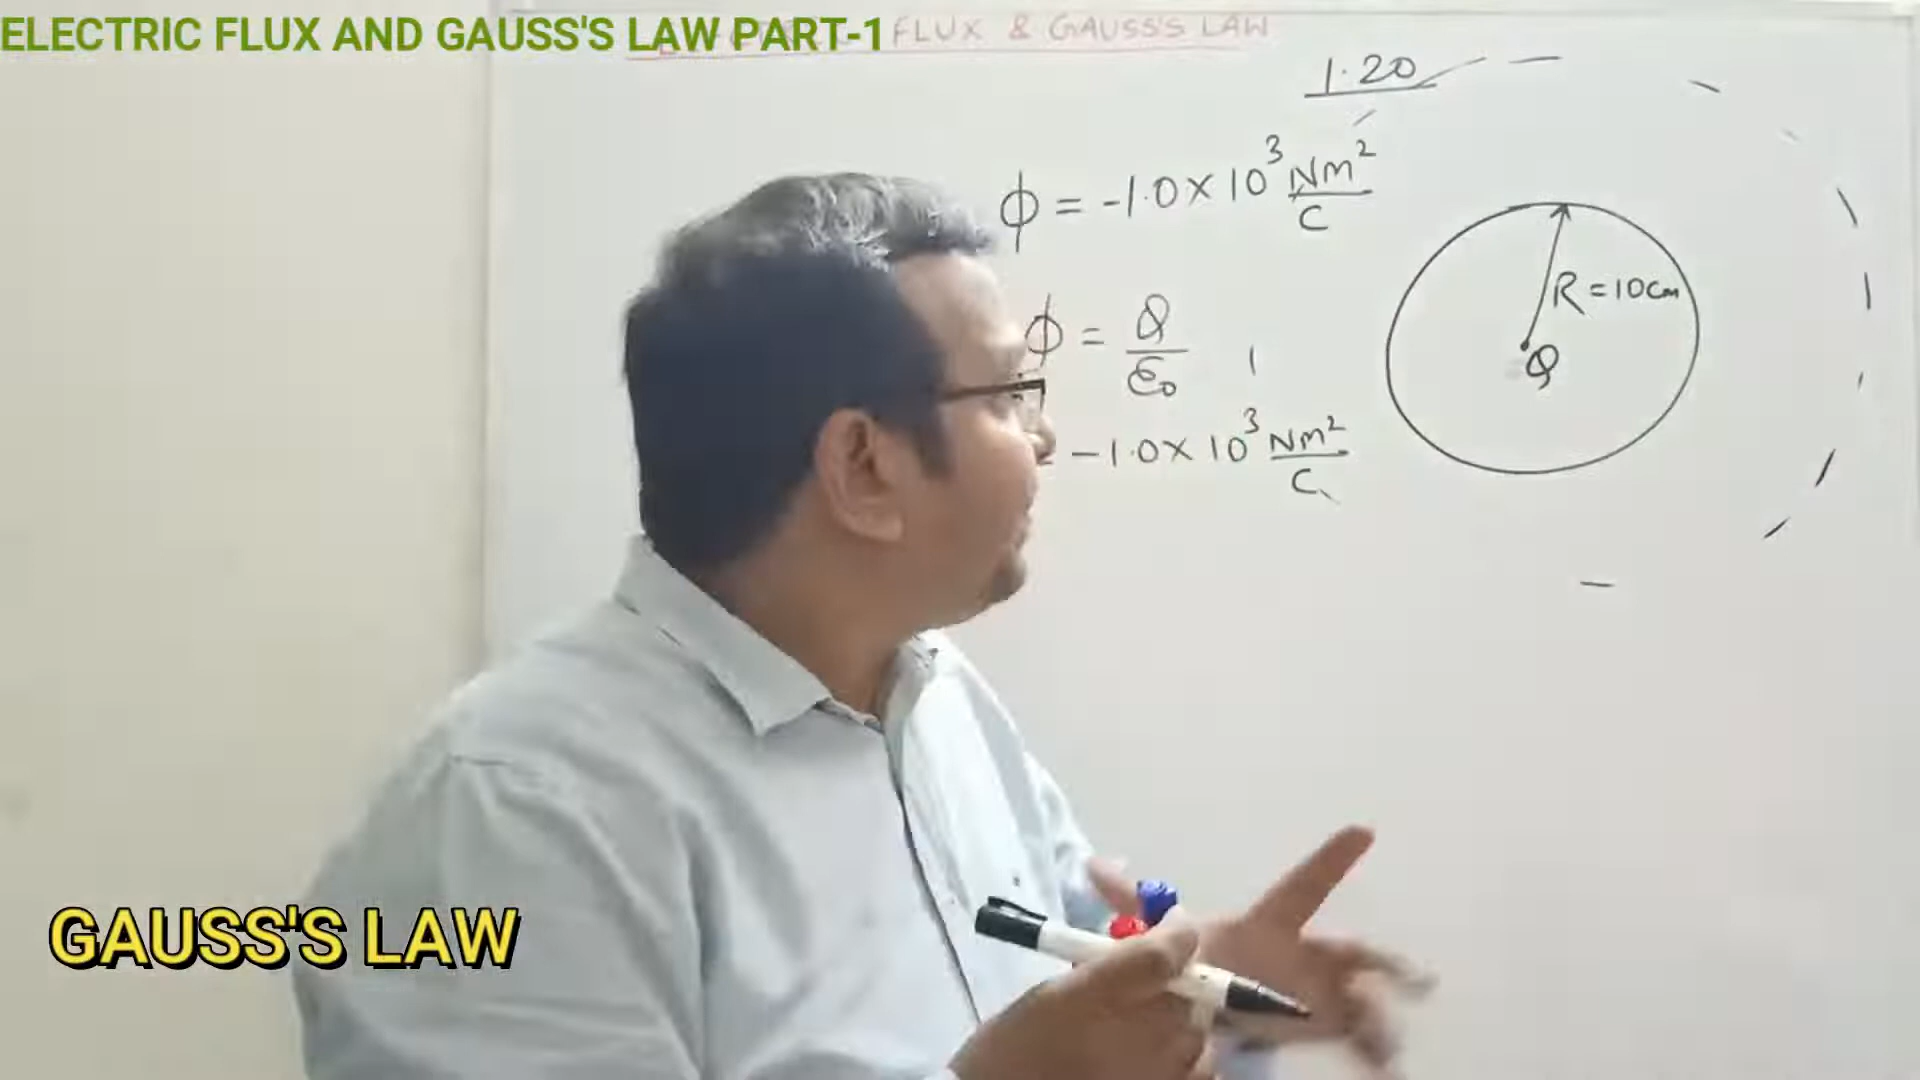 ELECTRIC FLUX AND GAUSS'S LAW PART-1
FLUX & GAUSS'S LAW
1.20
ϕ = -1.0 × 10³ Nm²/C
R = 10cm
Q
ϕ = Q/ε₀
= -1.0 × 10³ Nm²/C
GAUSS'S LAW